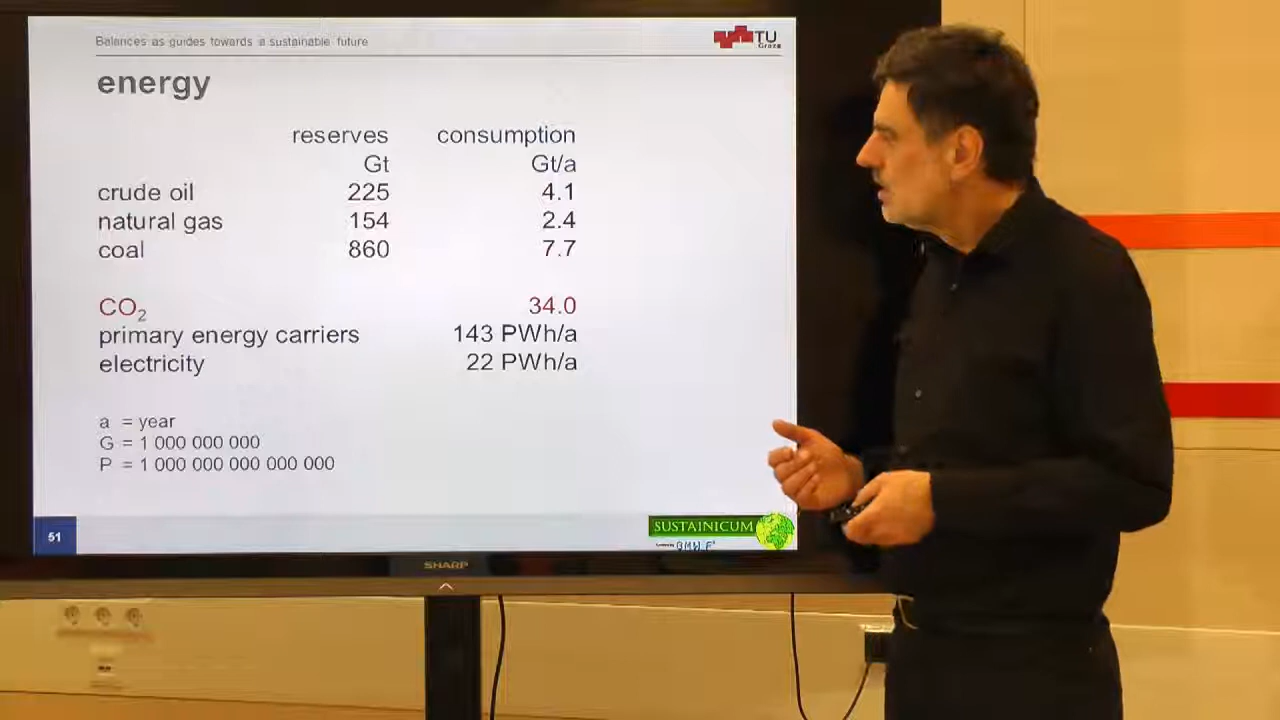 Balances as guides towards a sustainable future
TU
Graz
energy
reserves consumption
Gt Gt/a
crude oil 225 4.1
natural gas 154 2.4
coal 860 7.7
CO₂ 34.0
primary energy carriers 143 PWh/a
electricity 22 PWh/a
a = year
G = 1 000 000 000
P = 1 000 000 000 000 000
51
SUSTAINICUM
SHARP